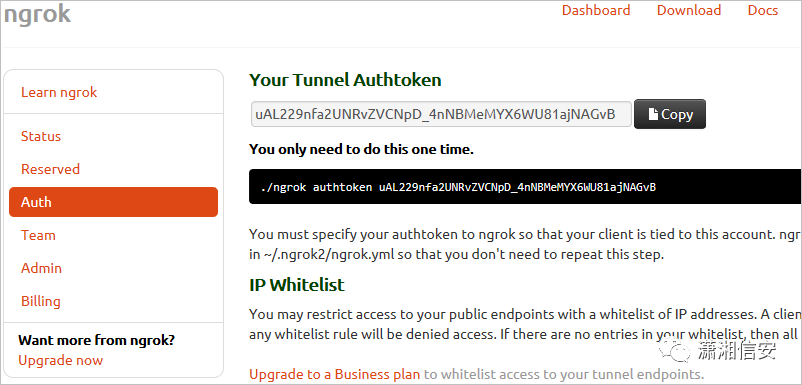 ngrok
Dashboard Download Docs
Learn ngrok
Status
Reserved
Auth
Team
Admin
Billing
Want more from ngrok?
Upgrade now
Your Tunnel Authtoken
uAL229nfa2UNRvZVCNpD_4nNBMeMYX6WU81ajNAGvB Copy
You only need to do this one time.
./ngrok authtoken uAL229nfa2UNRvZVCNpD_4nNBMeMYX6WU81ajNAGvB
You must specify your authtoken to ngrok so that your client is tied to this account. ngr
in ~/.ngrok2/ngrok.yml so that you don't need to repeat this step.
IP Whitelist
You may restrict access to your public endpoints with a whitelist of IP addresses. A clien
any whitelist rule will be denied access. If there are no entries in your whitelist, then all
Upgrade to a Business plan to whitelist access to your tunnel endpoints.
潇湘信安